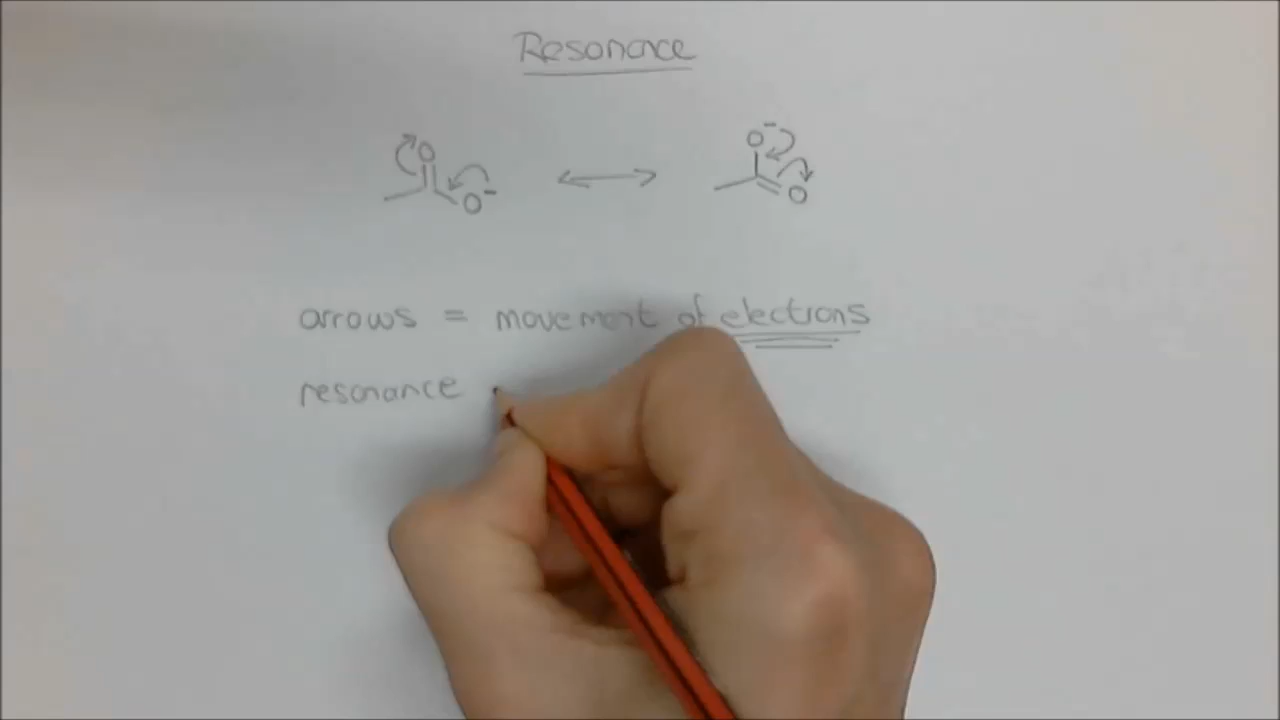 Resonance
O O⁻ ↔ O⁻ O
arrows = movement of electrons
resonance